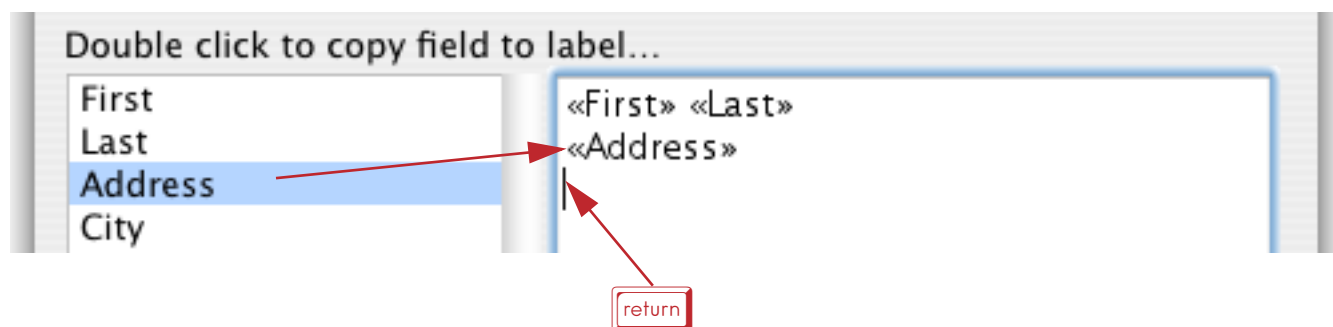 Double click to copy field to label...
First
Last
Address
City
«First» «Last»
«Address»
return